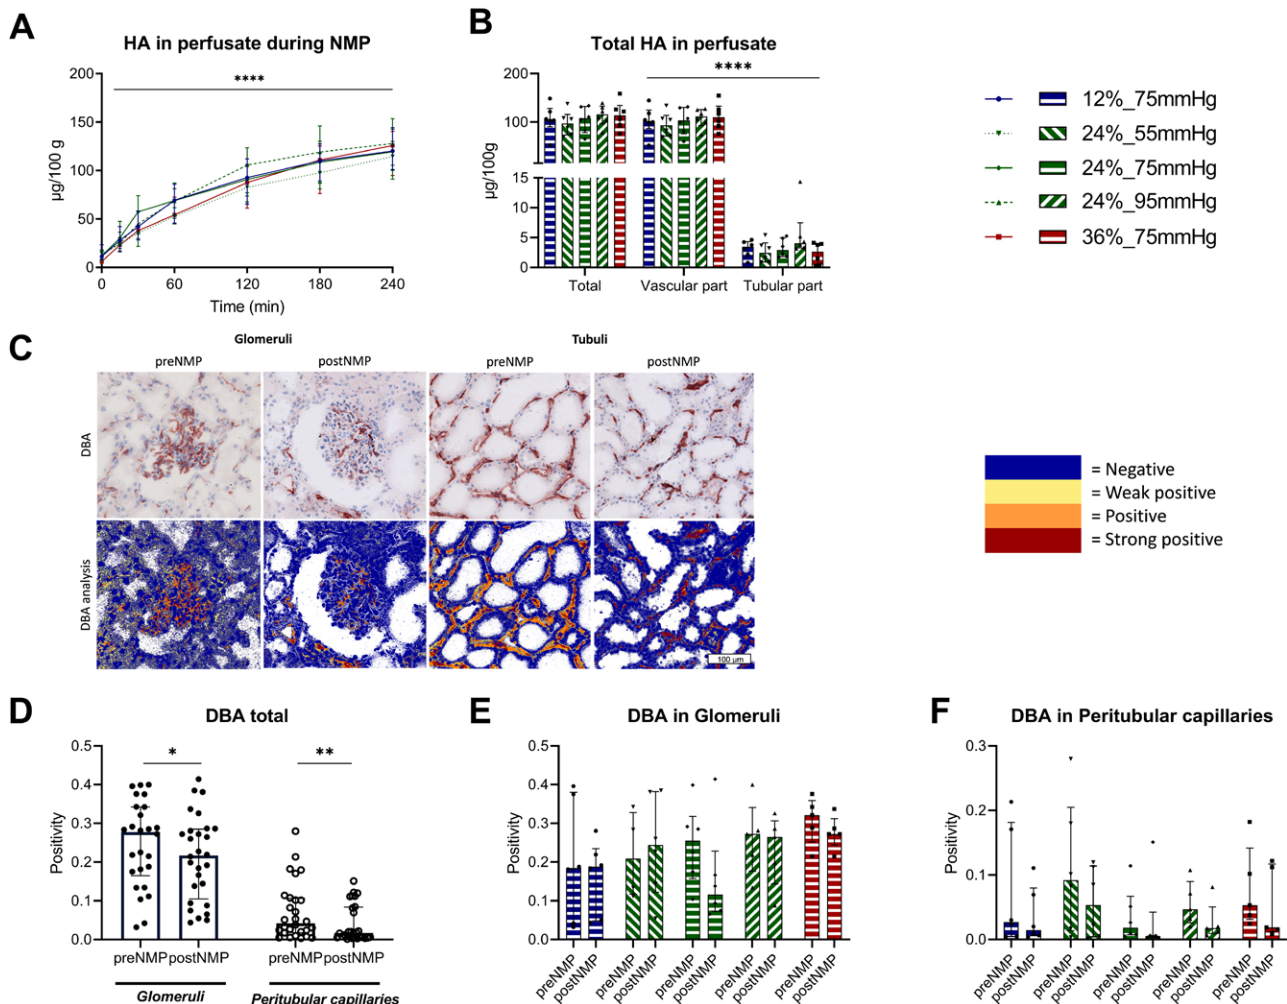 A
HA in perfusate during NMP
****
200
150
100
50
0
µg/100 g
0 60 120 180 240
Time (min)
B
Total HA in perfusate
****
200
100
15
10
5
0
µg/100g
Total Vascular part Tubular part
12%_75mmHg
24%_55mmHg
24%_75mmHg
24%_95mmHg
36%_75mmHg
C
Glomeruli Tubuli
preNMP postNMP preNMP postNMP
DBA
DBA analysis
100 µm
= Negative
= Weak positive
= Positive
= Strong positive
D
DBA total
* **
0.5
0.4
0.3
0.2
0.1
0.0
Positivity
preNMP postNMP preNMP postNMP
Glomeruli Peritubular capillaries
E
DBA in Glomeruli
0.5
0.4
0.3
0.2
0.1
0.0
Positivity
preNMP postNMP preNMP postNMP preNMP postNMP preNMP postNMP preNMP postNMP
F
DBA in Peritubular capillaries
0.3
0.2
0.1
0.0
Positivity
preNMP postNMP preNMP postNMP preNMP postNMP preNMP postNMP preNMP postNMP